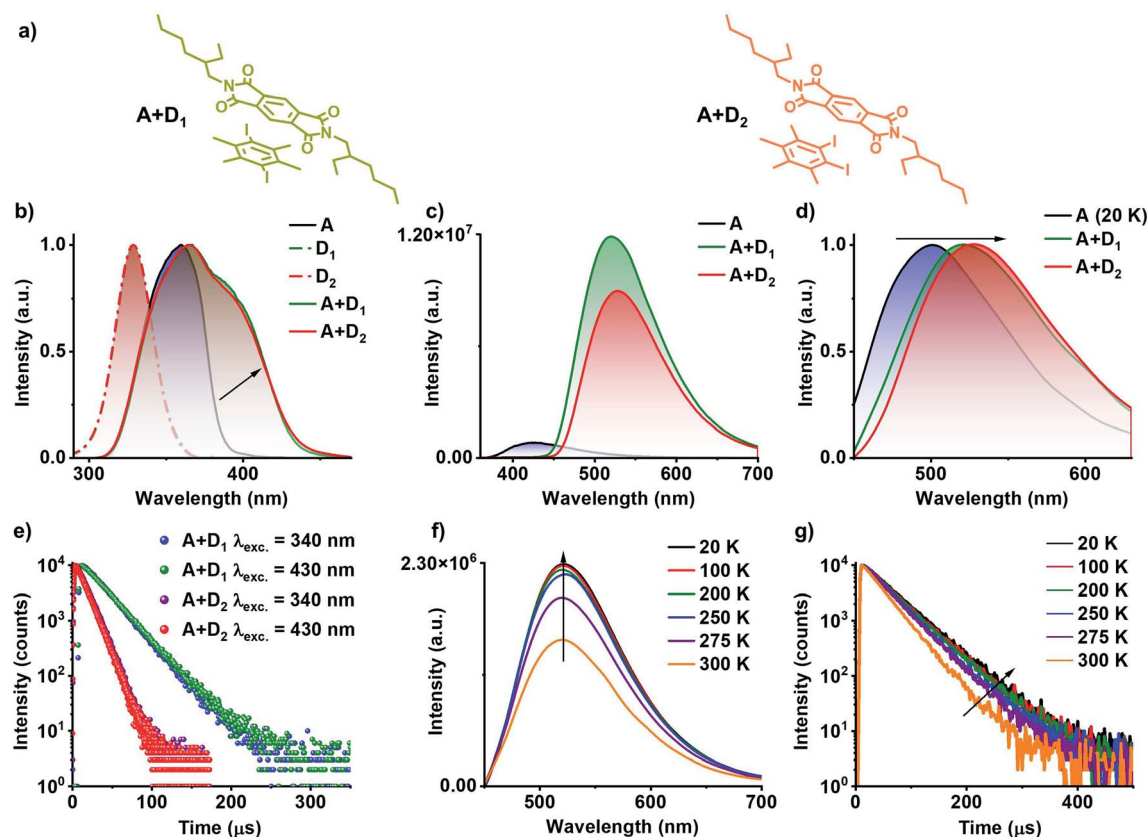 a)
A+D₁
A+D₂
N
O
O
O
O
N
I
I
N
O
O
O
O
N
I
I
b)
A
D₁
D₂
A+D₁
A+D₂
1.0
0.5
0.0
300
400
Intensity (a.u.)
Wavelength (nm)
c)
A
A+D₁
A+D₂
1.20×10⁷
0.00
400
500
600
700
Intensity (a.u.)
Wavelength (nm)
d)
A (20 K)
A+D₁
A+D₂
1.0
0.5
0.0
500
600
Intensity (a.u.)
Wavelength (nm)
e)
A+D₁ λexc. = 340 nm
A+D₁ λexc. = 430 nm
A+D₂ λexc. = 340 nm
A+D₂ λexc. = 430 nm
10⁴
10³
10²
10¹
10⁰
0
100
200
300
Intensity (counts)
Time (µs)
f)
20 K
100 K
200 K
250 K
275 K
300 K
2.30×10⁶
0.00
500
600
700
Intensity (a.u.)
Wavelength (nm)
g)
20 K
100 K
200 K
250 K
275 K
300 K
10⁴
10³
10²
10¹
10⁰
0
200
400
Intensity (counts)
Time (µs)